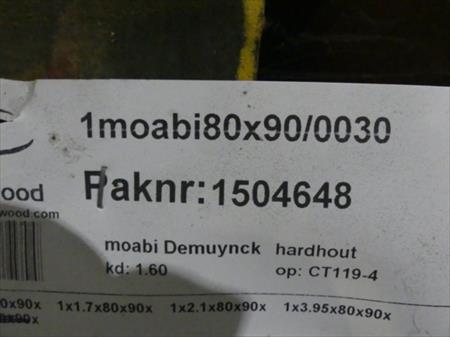 1moabi80x90/0030
ood
Paknr:1504648
wood.com
moabi Demuynck hardhout
kd: 1.60 op: CT119-4
0x90x 1x1.7x80x90x 1x2.1x80x90x 1x3.95x80x90x